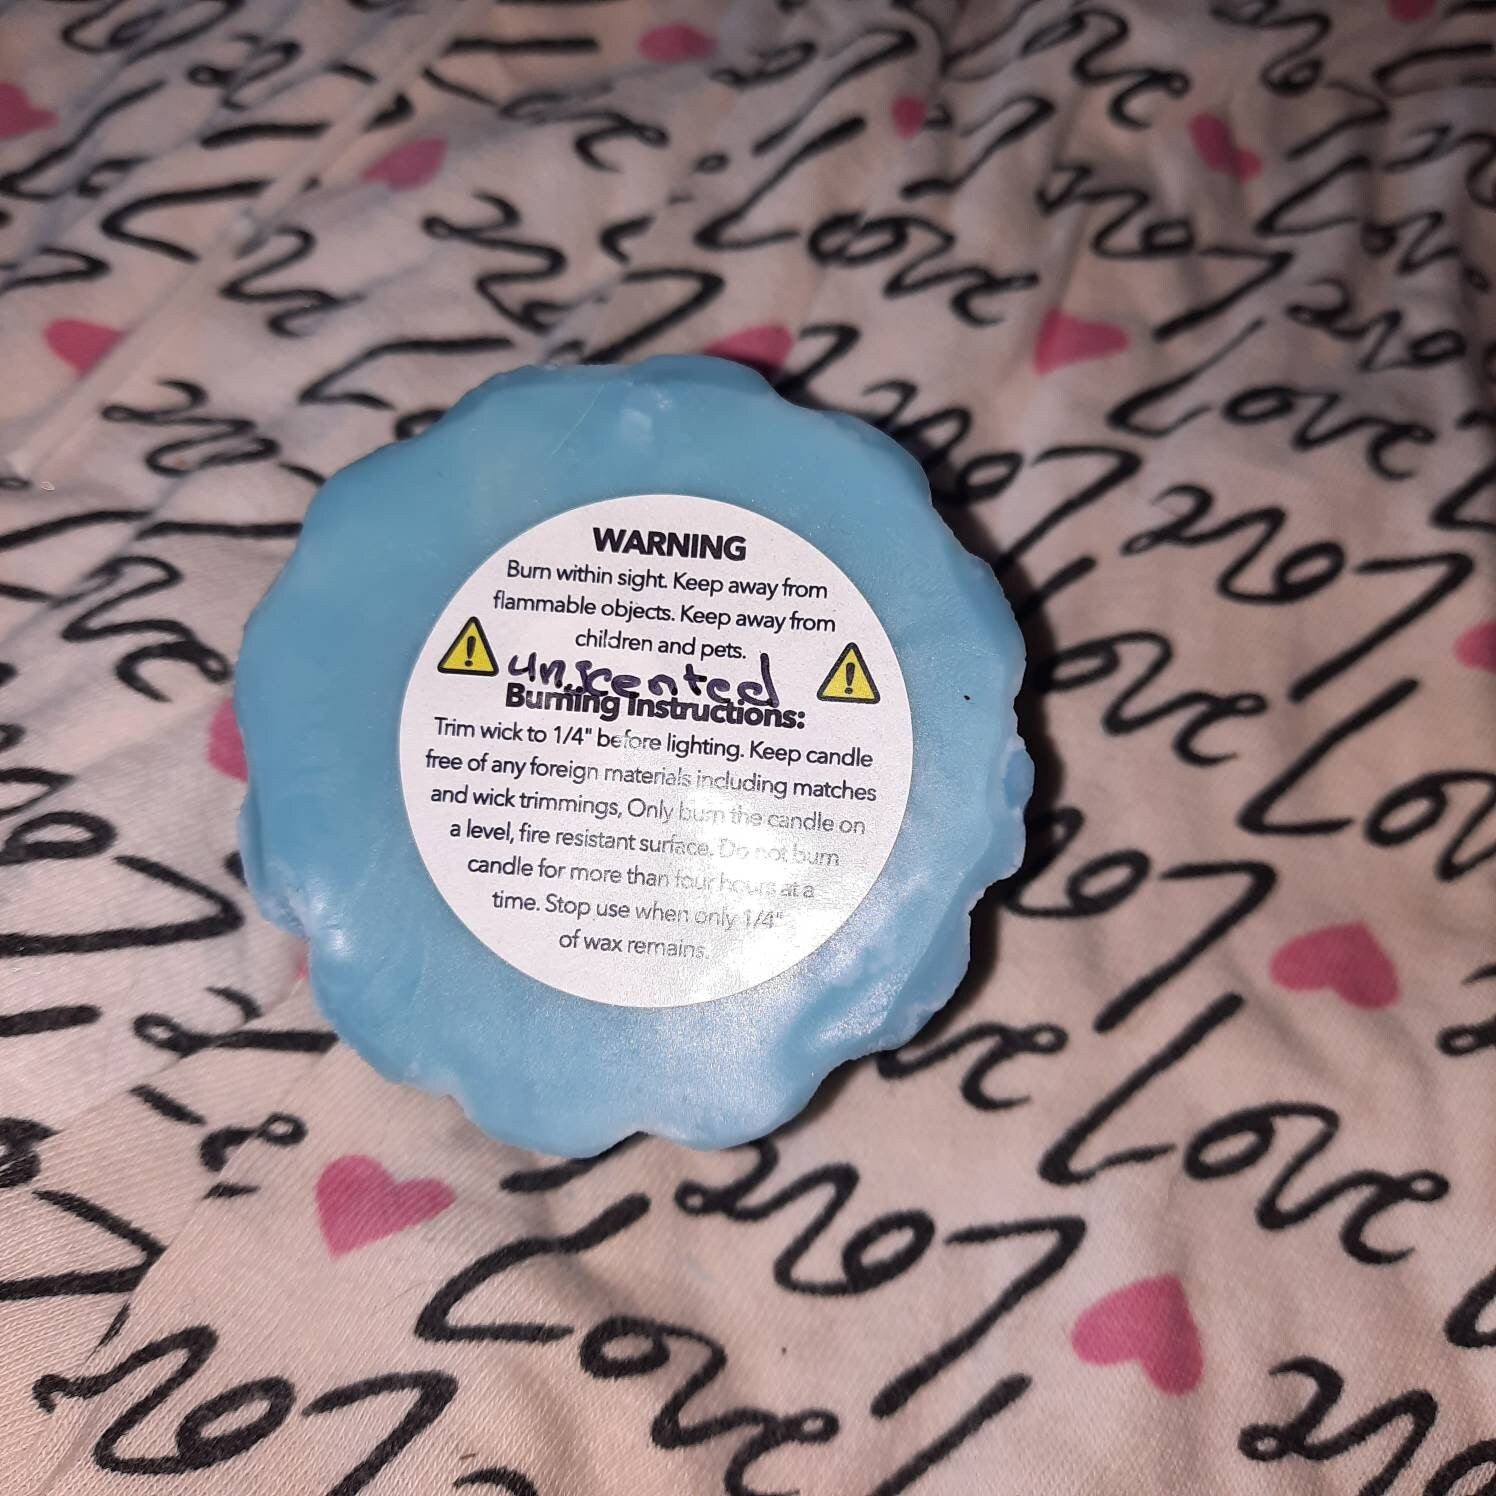 WARNING
Burn within sight. Keep away from
flammable objects. Keep away from
children and pets.
unscented
Burning Instructions:
Trim wick to 1/4" before lighting. Keep candle
free of any foreign materials including matches
and wick trimmings, Only burn the candle on
a level, fire resistant surface. Do not burn
candle for more than four hours at a
time. Stop use when only 1/4"
of wax remains.
Love
Love
Love
Love
Love
Love
Love
Love